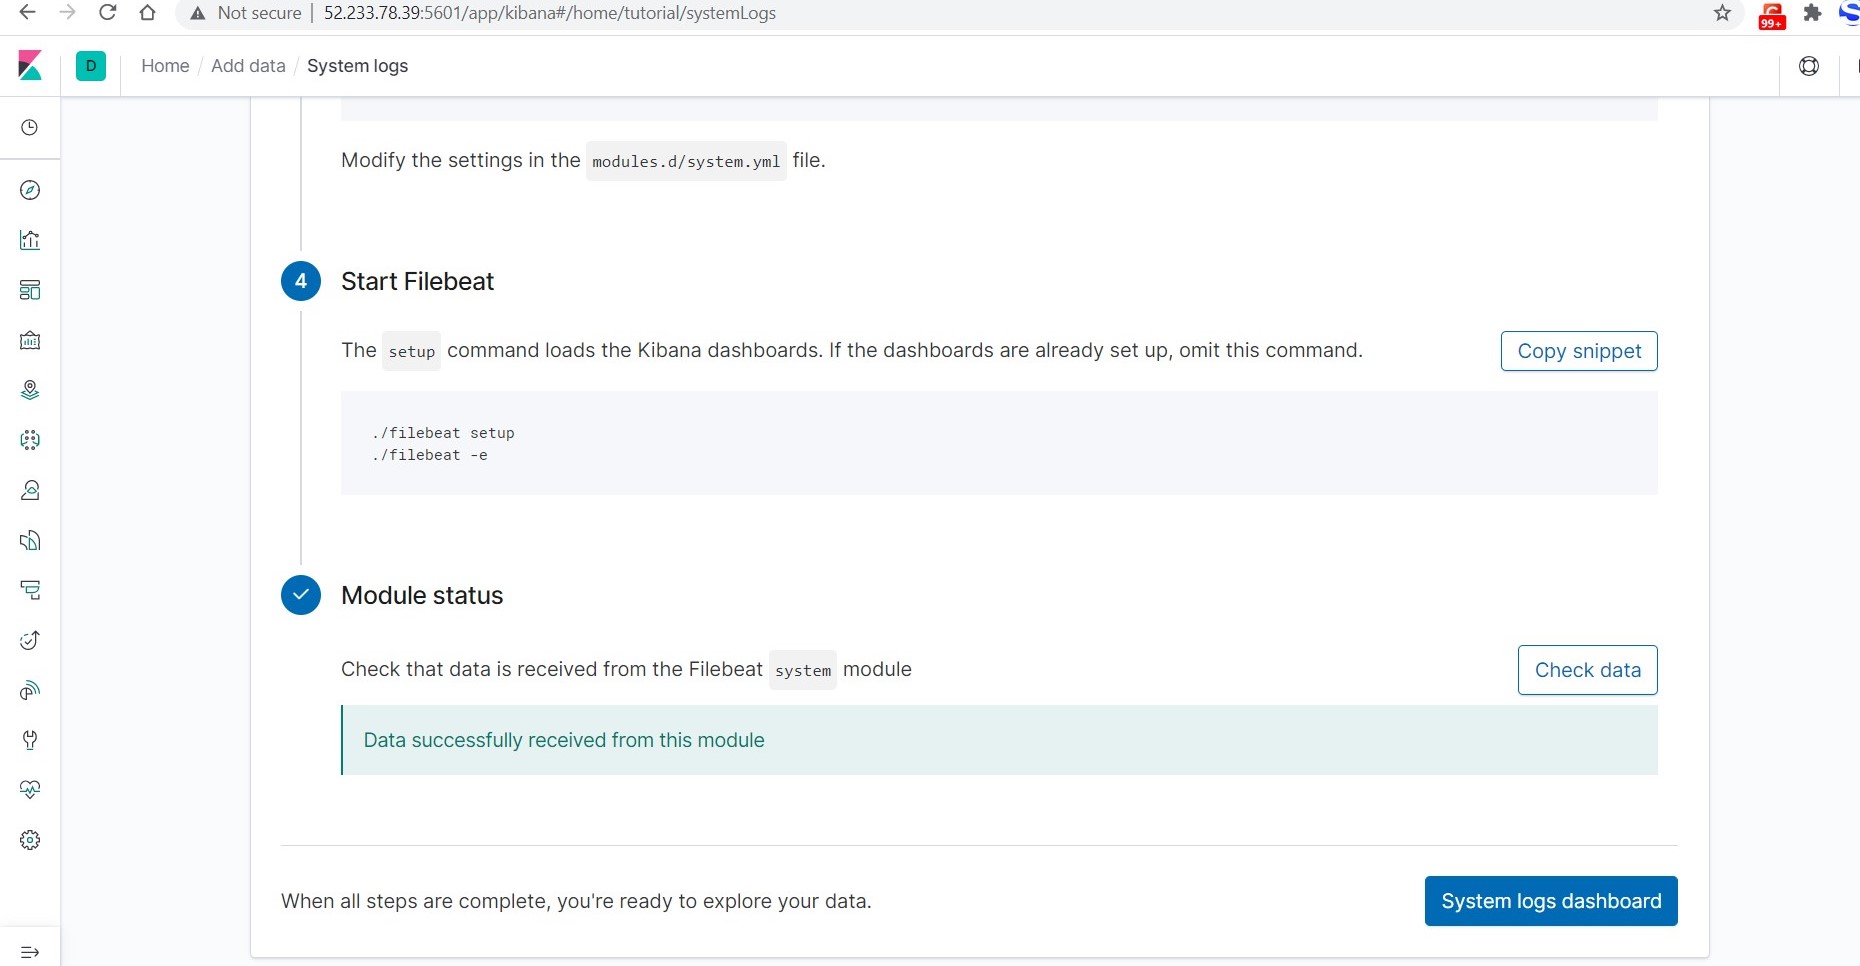 Not secure | 52.233.78.39:5601/app/kibana#/home/tutorial/systemLogs
99+
D Home / Add data / System logs
Modify the settings in the modules.d/system.yml file.
4 Start Filebeat
The setup command loads the Kibana dashboards. If the dashboards are already set up, omit this command.
Copy snippet
./filebeat setup
./filebeat -e
Module status
Check that data is received from the Filebeat system module
Check data
Data successfully received from this module
When all steps are complete, you're ready to explore your data.
System logs dashboard